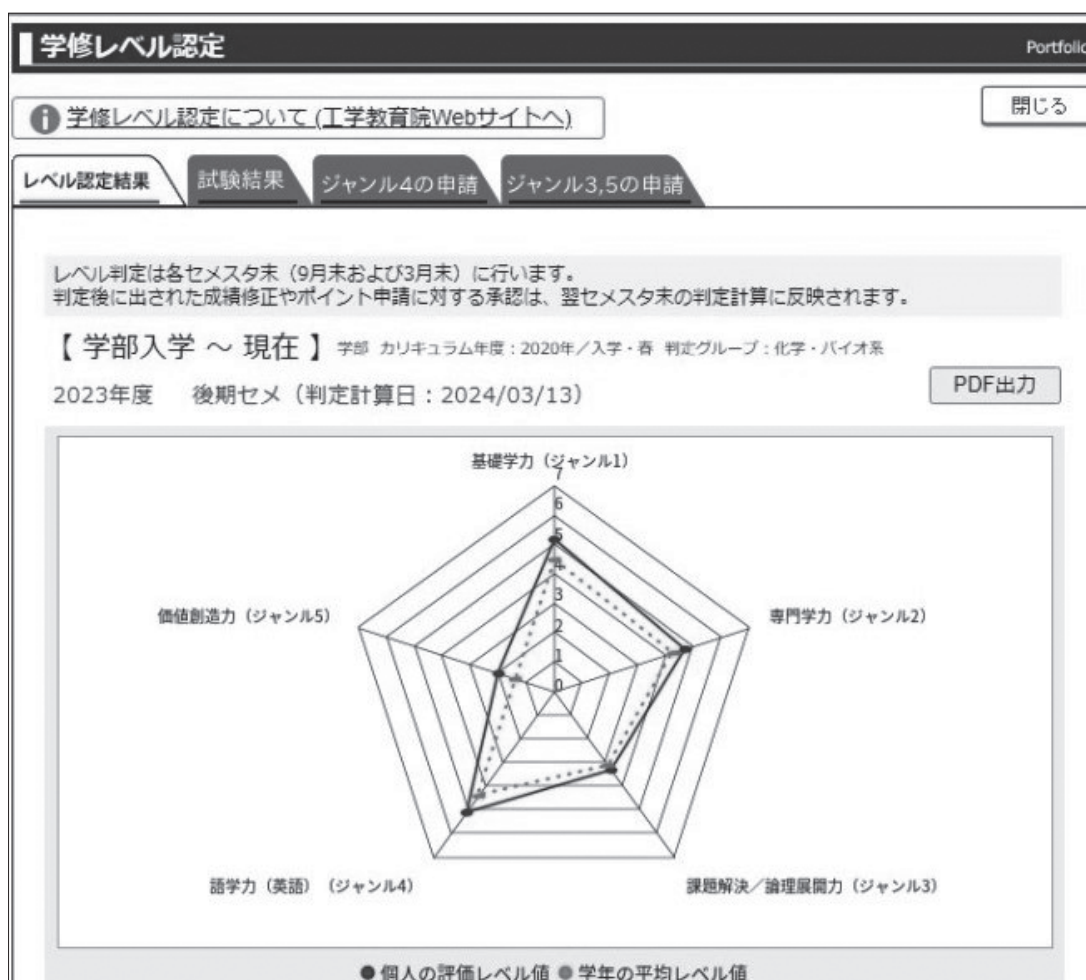 学修レベル認定
Portfolio
学修レベル認定について (工学教育院Webサイトへ)
閉じる
レベル認定結果
試験結果
ジャンル4の申請
ジャンル3,5の申請
レベル判定は各セメスタ末（9月末および3月末）に行います。
判定後に出された成績修正やポイント申請に対する承認は、翌セメスタ末の判定計算に反映されます。
【 学部入学 ～ 現在 】 学部 カリキュラム年度：2020年／入学・春 判定グループ：化学・バイオ系
2023年度 後期セメ（判定計算日：2024/03/13）
PDF出力
基礎学力（ジャンル1）
7
6
5
4
3
2
1
0
価値創造力（ジャンル5）
専門学力（ジャンル2）
語学力（英語）（ジャンル4）
課題解決／論理展開力（ジャンル3）
●個人の評価レベル値 ●学年の平均レベル値